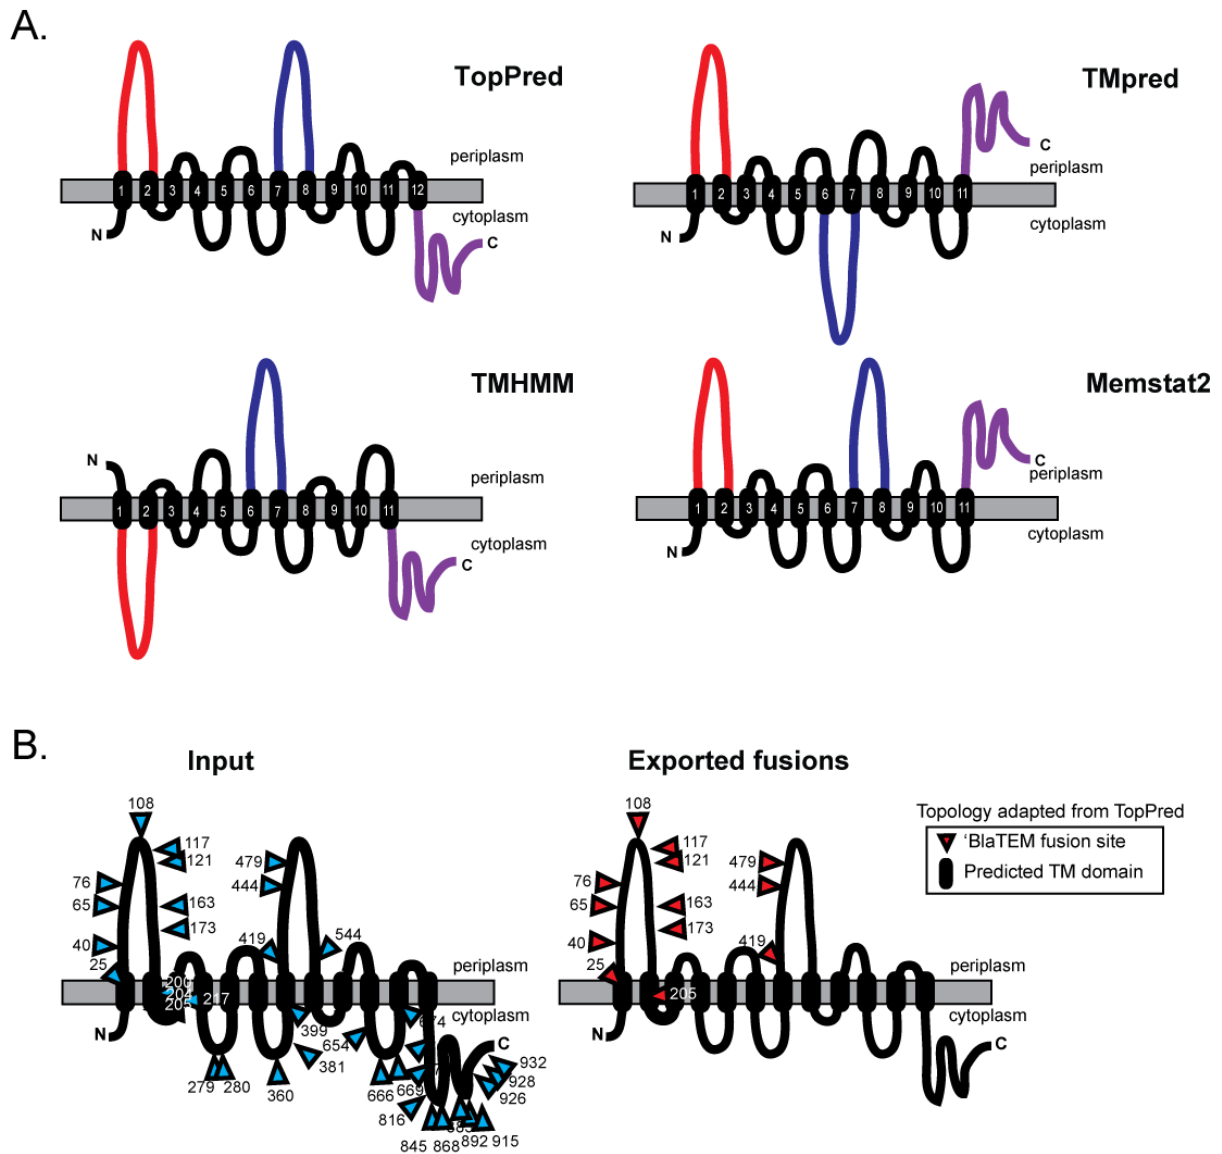 A.
TopPred
periplasm
1 2 3 4 5 6 7 8 9 10 11 12
cytoplasm
N
C
TMpred
C
periplasm
1 2 3 4 5 6 7 8 9 10 11
cytoplasm
N
TMHMM
N
periplasm
1 2 3 4 5 6 7 8 9 10 11
cytoplasm
C
Memstat2
C
periplasm
1 2 3 4 5 6 7 8 9 10 11
cytoplasm
N
B.
Input
108
117
121
76
65
163
173
40
25
479
444
419
544
periplasm
200
204
205
217
cytoplasm
N
399
674
654
381
C
279 280
360
666
669
816
845 868
892 915
932
928
926
Exported fusions
108
117
121
76
65
163
173
40
25
479
444
419
periplasm
205
cytoplasm
N
C
Topology adapted from TopPred
'BlaTEM fusion site
Predicted TM domain